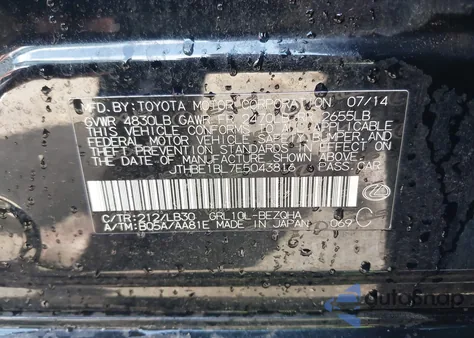 MFD. BY: TOYOTA MOTOR CORPORATION 07/14
GVWR 4830LB GAWR FR 2470LB RR 2655LB
THIS VEHICLE CONFORMS TO ALL APPLICABLE
FEDERAL MOTOR VEHICLE SAFETY, BUMPER, AND
THEFT PREVENTION STANDARDS IN EFFECT ON
THE DATE OF MANUFACTURE SHOWN ABOVE.
JTHBE1BL7E5043816 PASS.CAR
C/TR: 212/LB30 GRL10L-BEZQHA C
A/TM: B05A/AA81E MADE IN JAPAN 069
autosnap